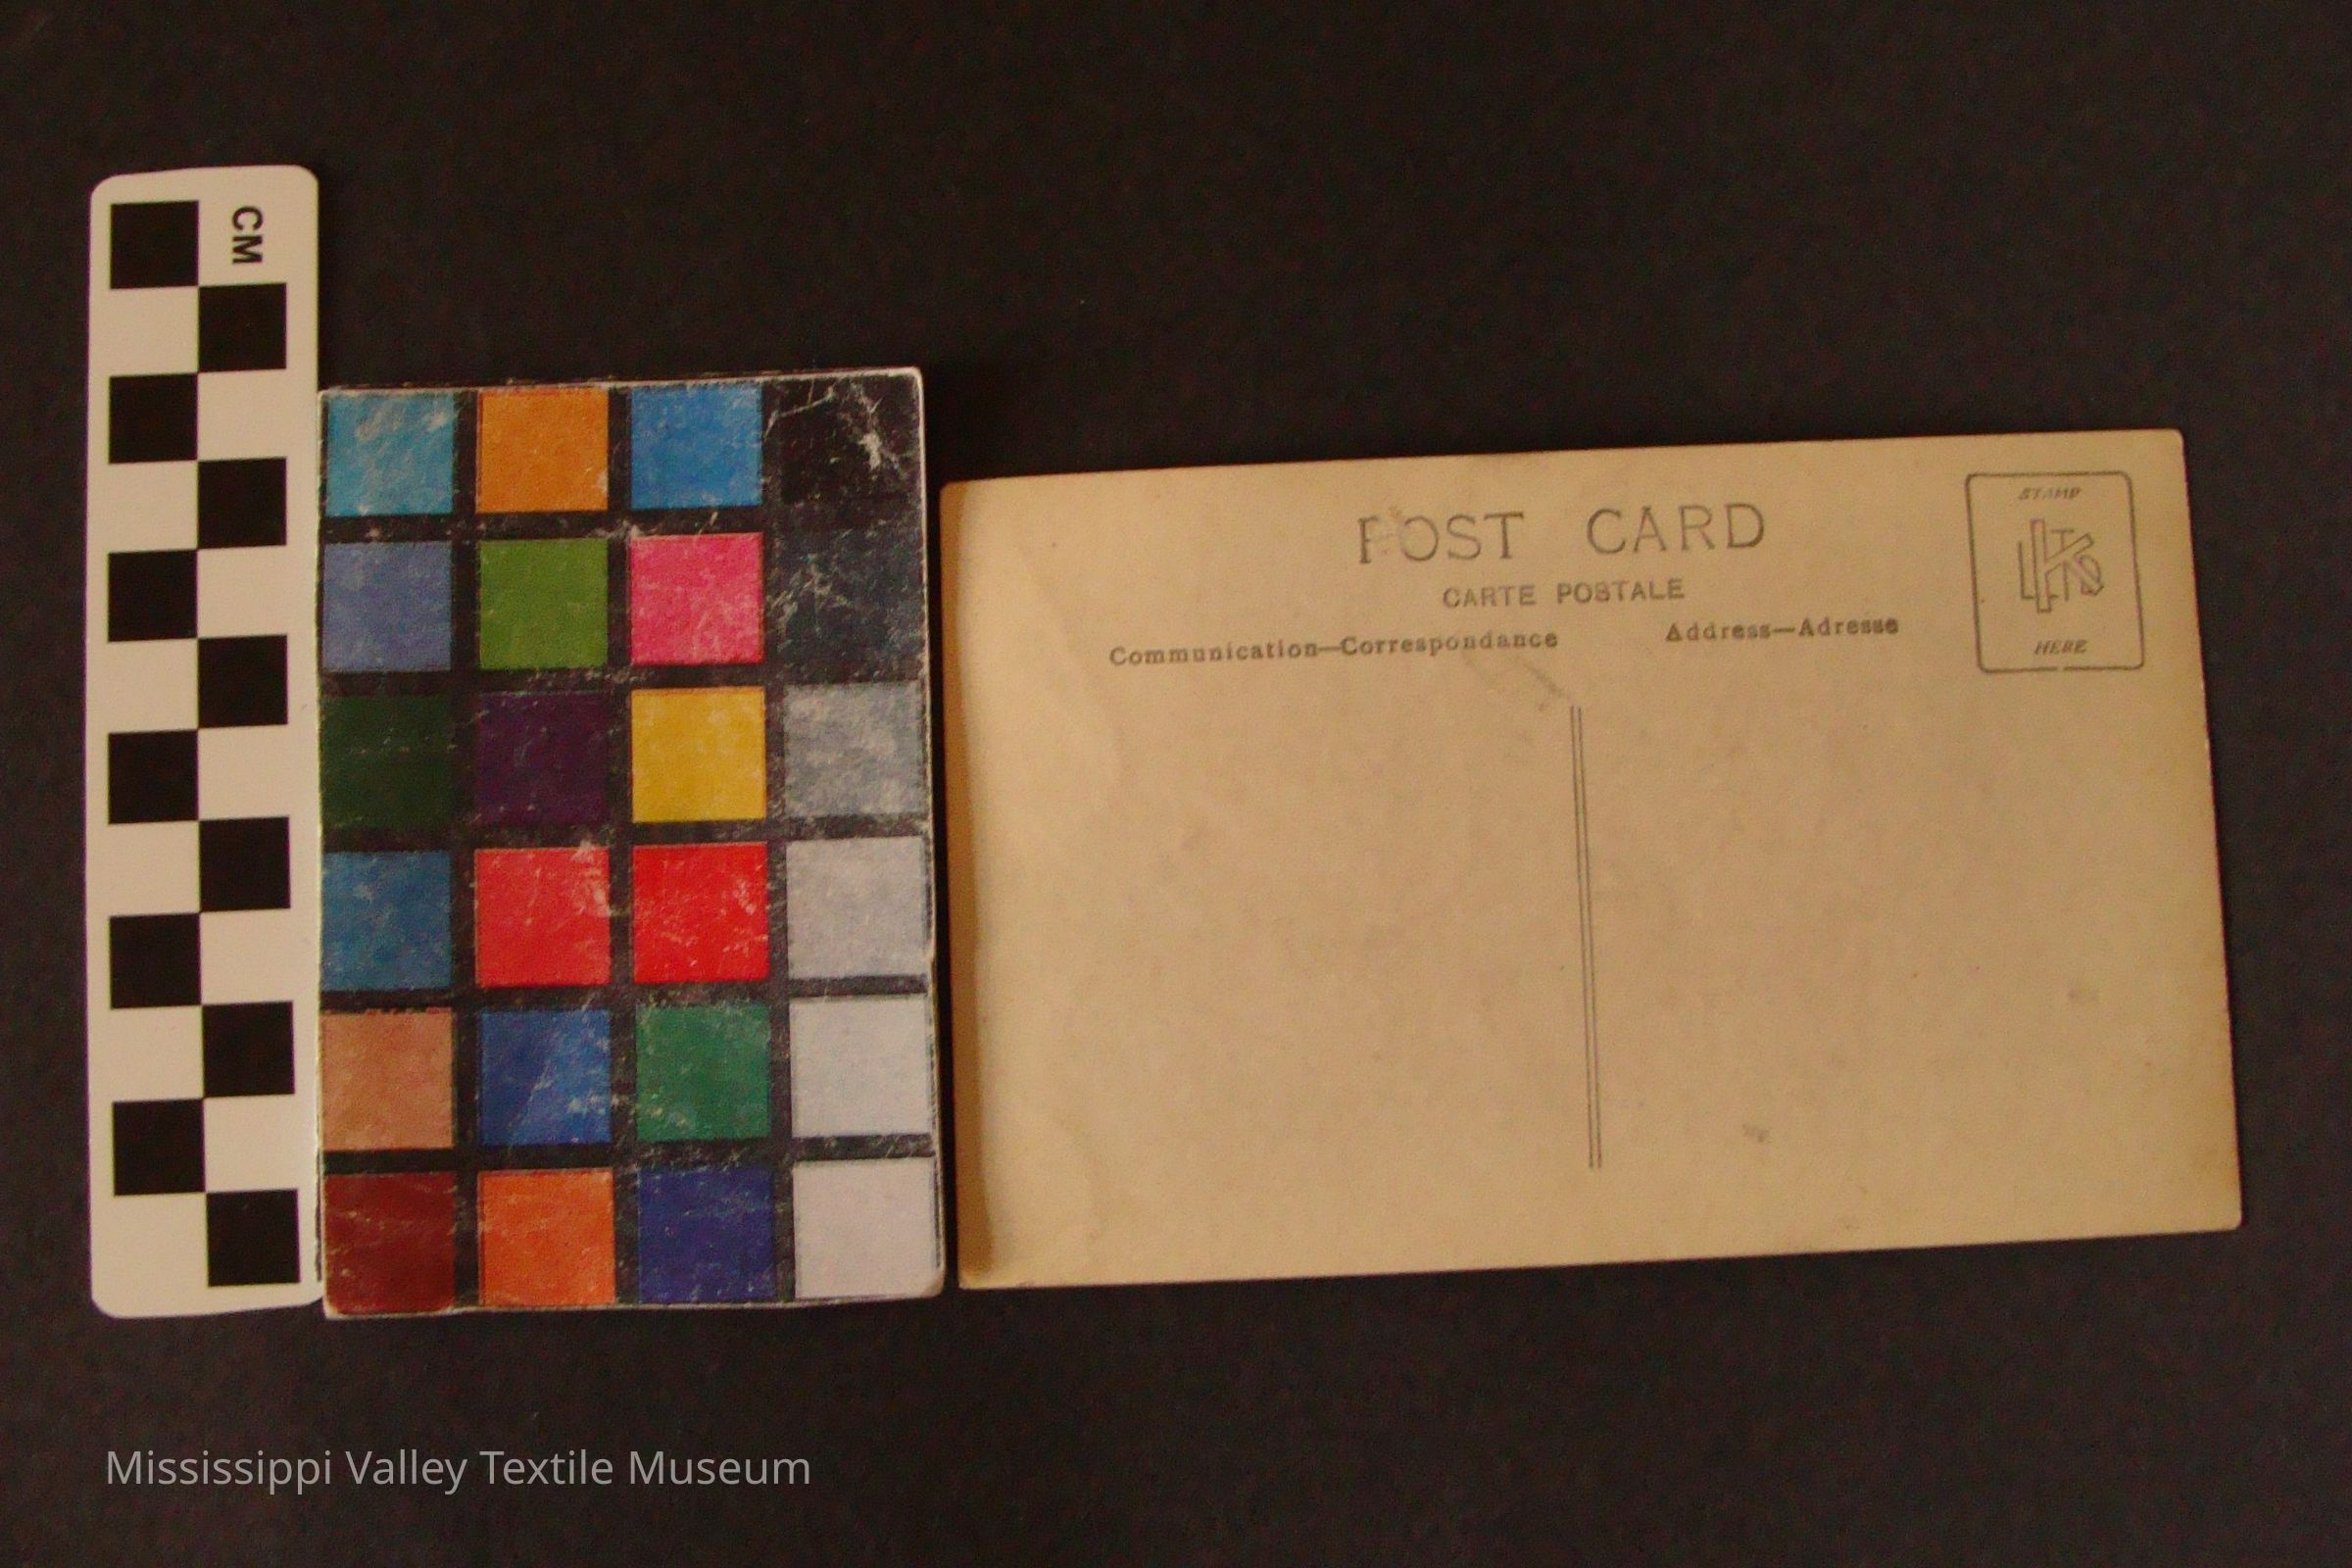 CM
POST CARD
CARTE POSTALE
Communication—Correspondance
Address—Adresse
STAMP
HERE
Mississippi Valley Textile Museum